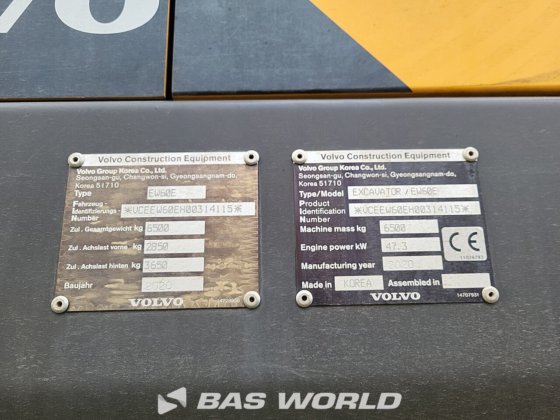 Volvo Construction Equipment
Volvo Group Korea Co., Ltd.
Seongsan-gu, Changwon-si, Gyeongsangnam-do,
Korea 51710
Type EW60E
Fahrzeug-
Identifizierungs- *VCEEW60EH00314115*
Number
Zul. Gesamtgewicht kg 6500
Zul. Achslast vorne kg 2850
Zul. Achslast hinten kg 3650
Baujahr 2020
VOLVO
Volvo Construction Equipment
Volvo Group Korea Co., Ltd.
Seongsan-gu, Changwon-si, Gyeongsangnam-do,
Korea 51710
Type/Model EXCAVATOR / EW60E
Product
Identification *VCEEW60EH00314115*
Number
Machine mass kg 6500
Engine power kW 47.3
CE
Manufacturing year 2020
Made in KOREA Assembled in
VOLVO 14707931
BAS WORLD